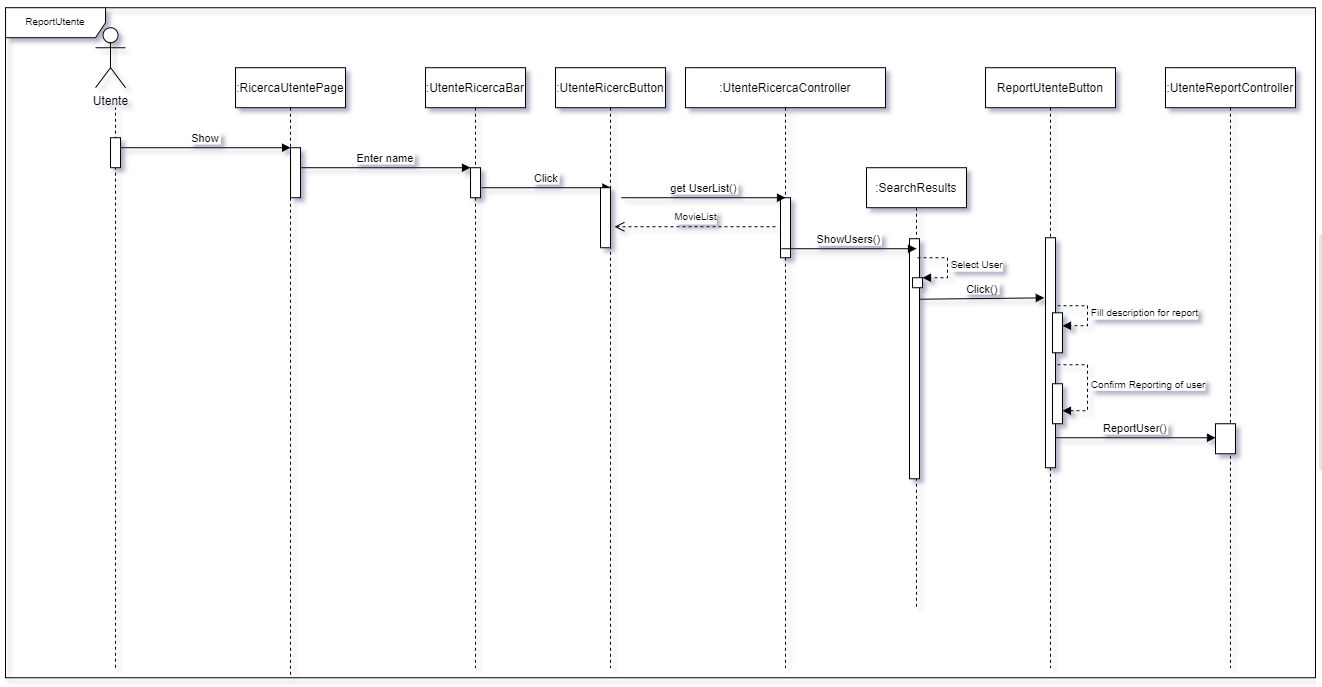 ReportUtente
Utente
:RicercaUtentePage
:UtenteRicercaBar
:UtenteRicercButton
:UtenteRicercaController
ReportUtenteButton
:UtenteReportController
Show
Enter name
Click
get UserList()
:SearchResults
MovieList
ShowUsers()
Select User
Click()
Fill description for report
Confirm Reporting of user
ReportUser()